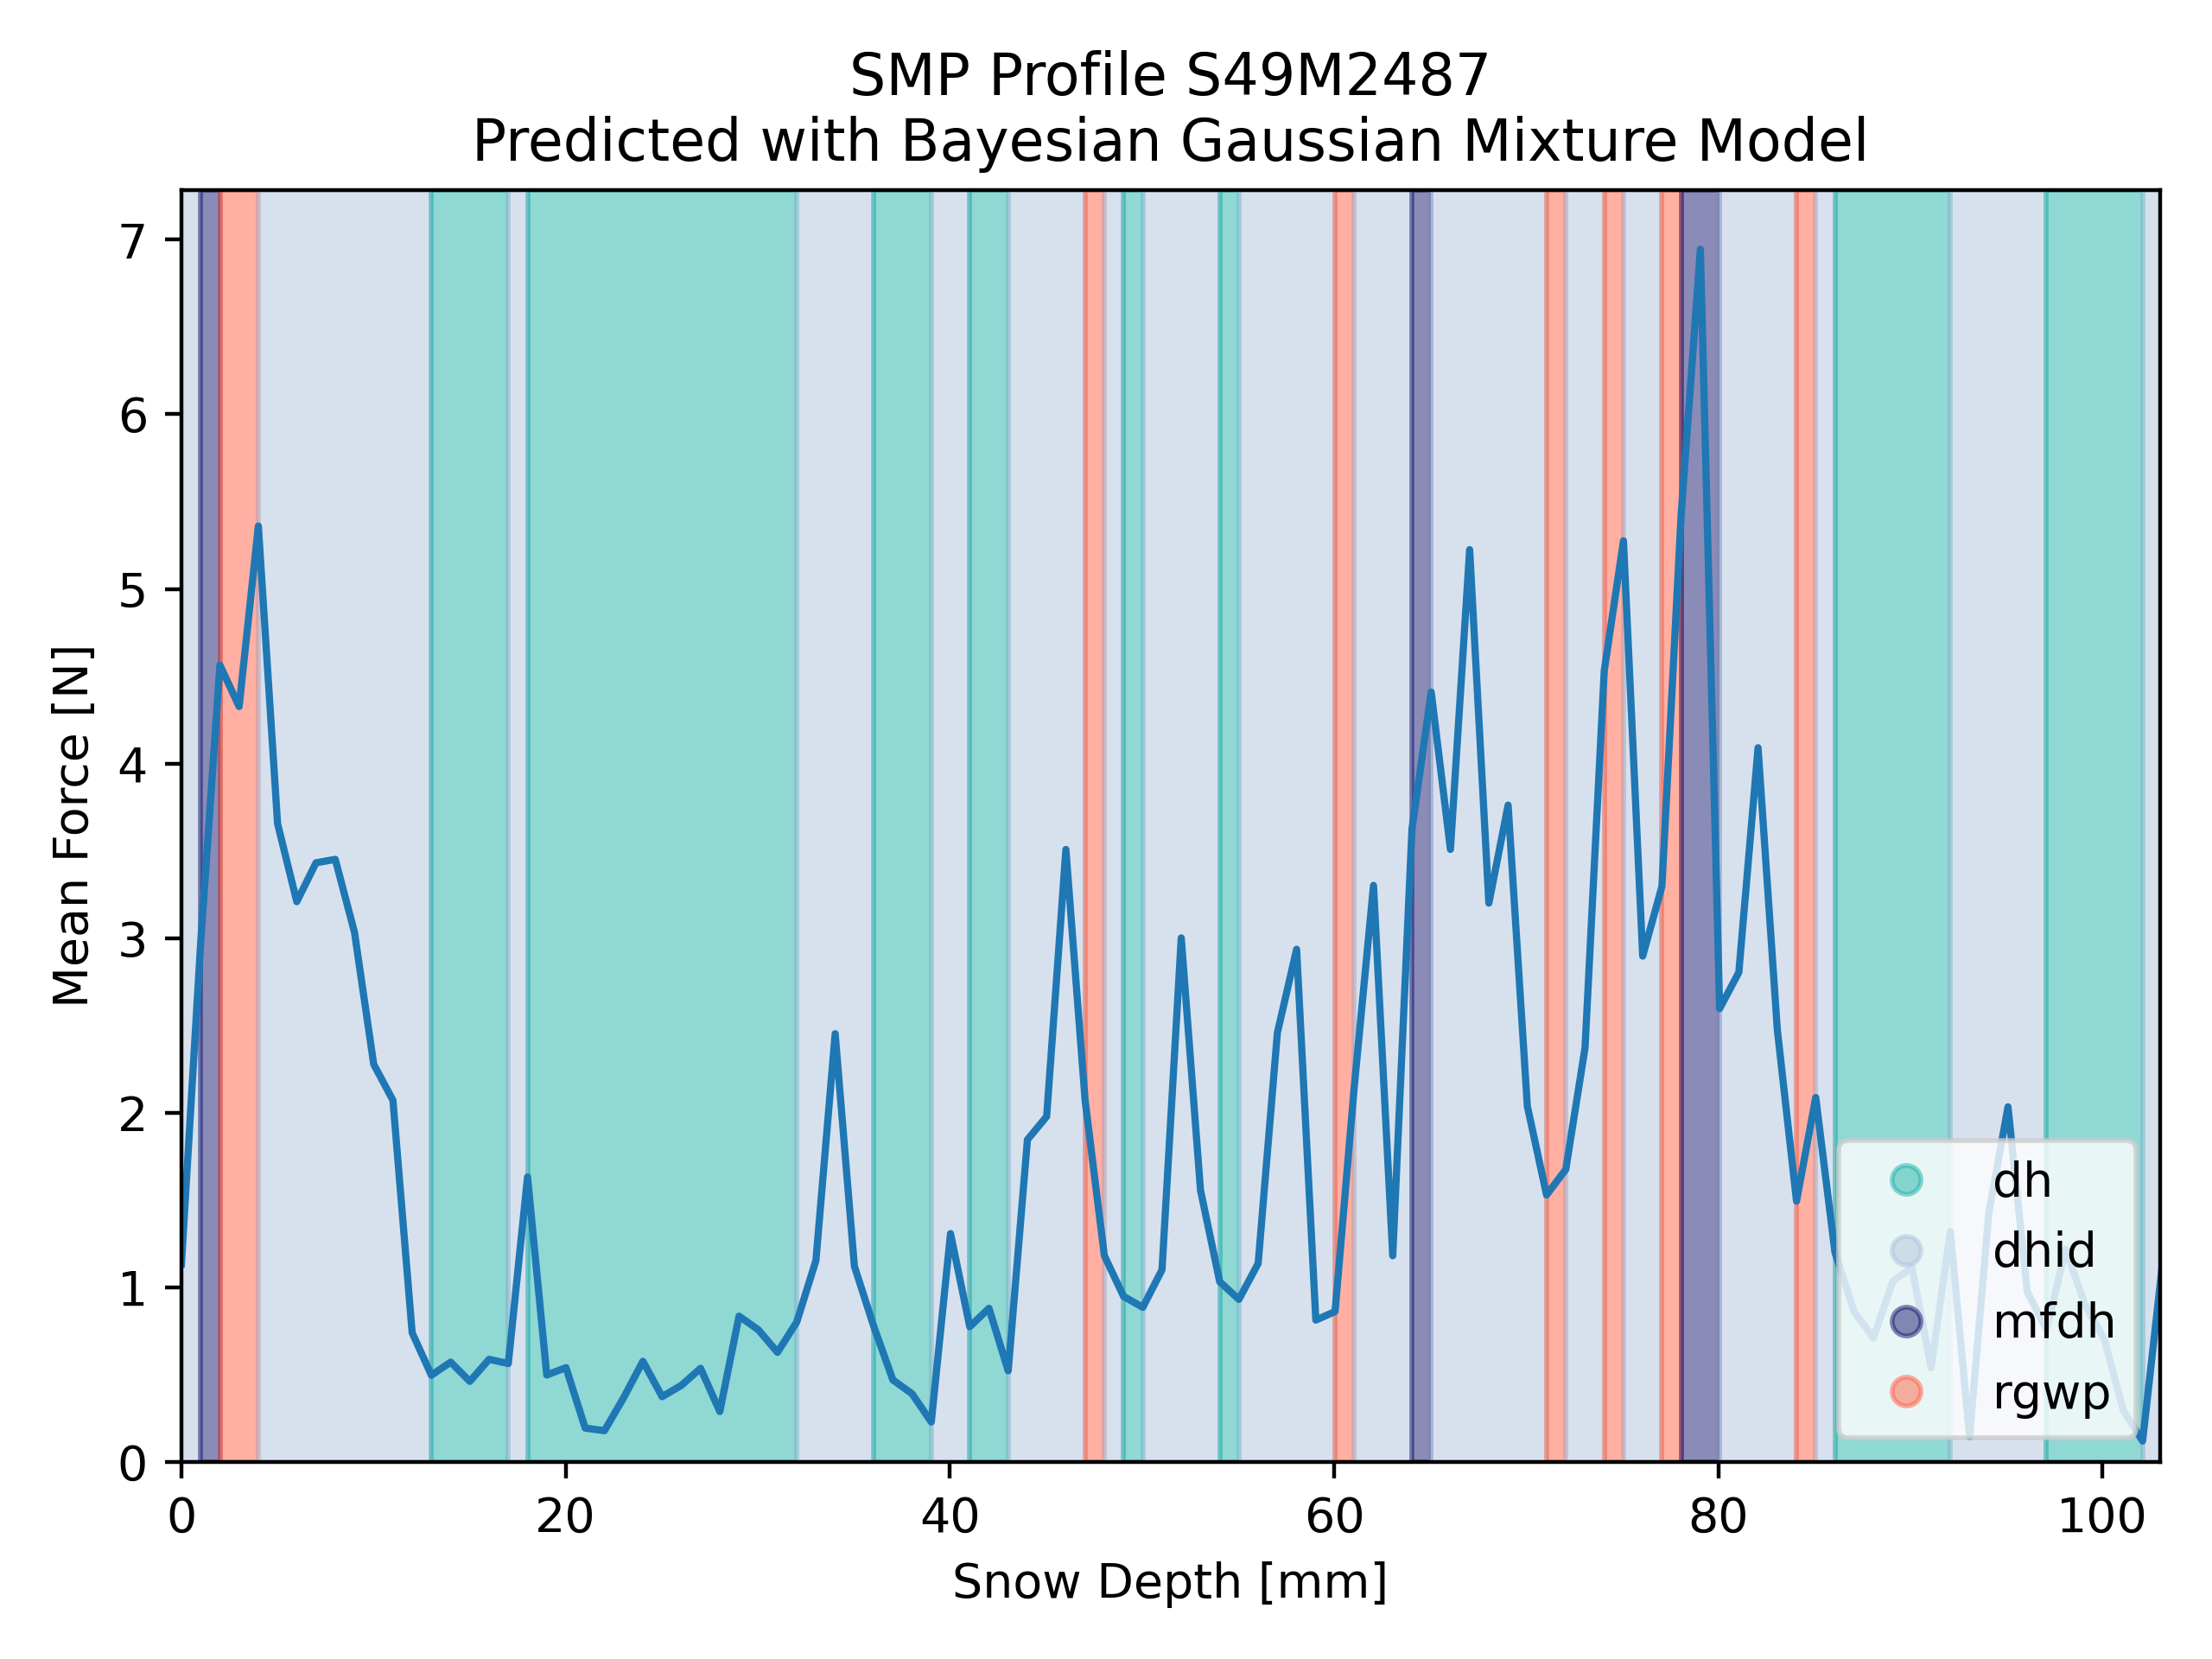 SMP Profile S49M2487
Predicted with Bayesian Gaussian Mixture Model
7
6
5
4
3
2
1
0
Mean Force [N]
dh
dhid
mfdh
rgwp
0 20 40 60 80 100
Snow Depth [mm]